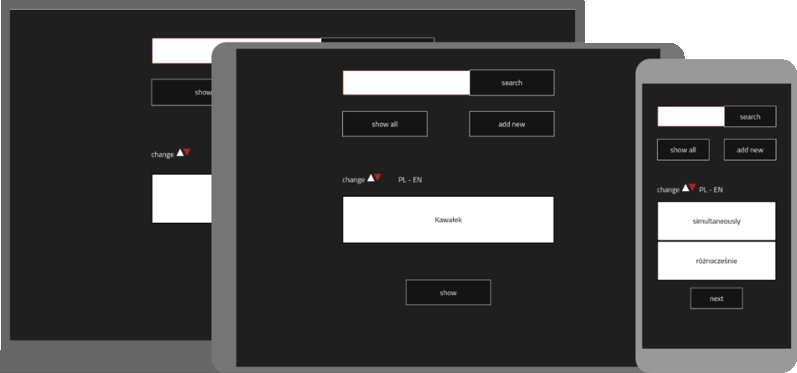 show
change
search
show all
add new
change PL - EN
Kawałek
show
search
show all
add new
change PL - EN
simultaneously
różnocześnie
next